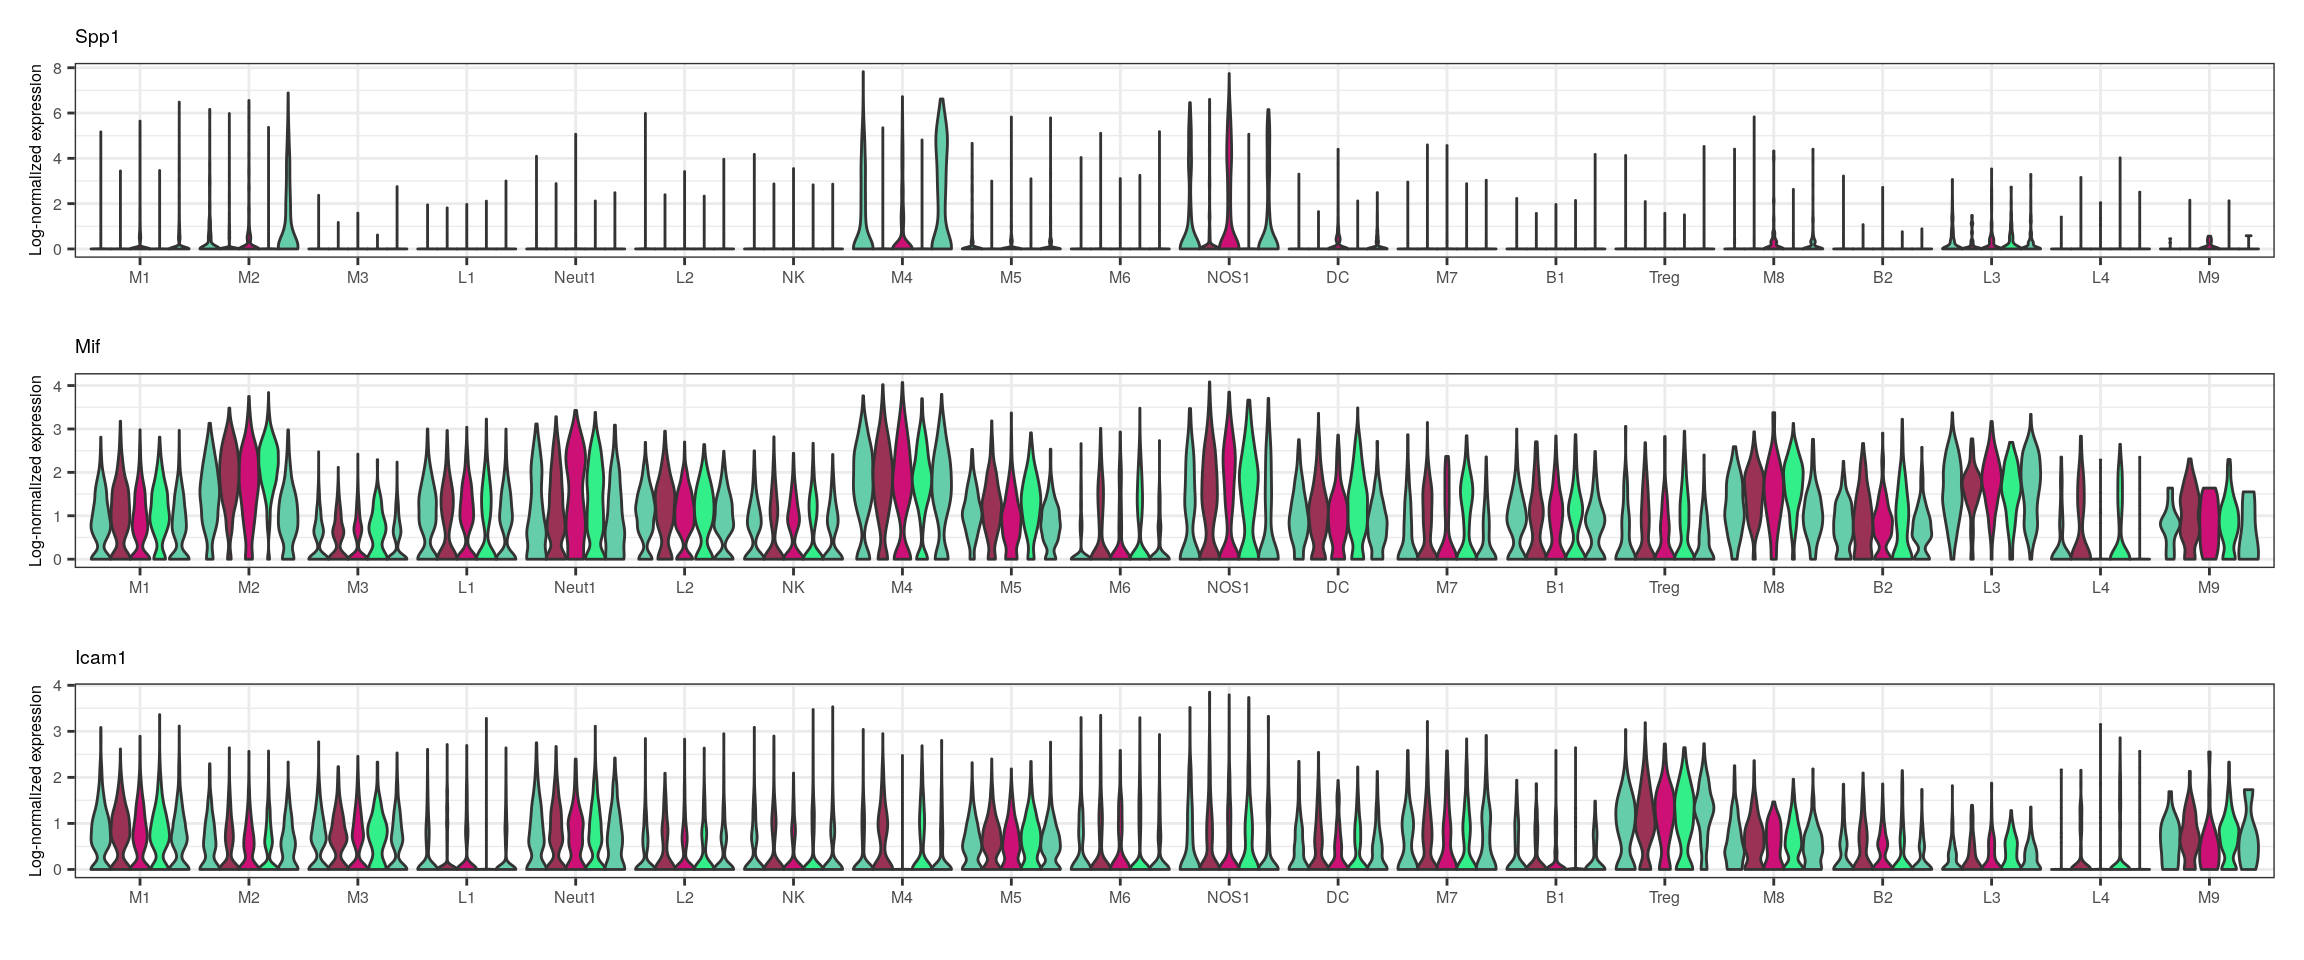 Spp1
Log-normalized expression
8
6
4
2
0
M1 M2 M3 L1 Neut1 L2 NK M4 M5 M6 NOS1 DC M7 B1 Treg M8 B2 L3 L4 M9
Mif
Log-normalized expression
4
3
2
1
0
M1 M2 M3 L1 Neut1 L2 NK M4 M5 M6 NOS1 DC M7 B1 Treg M8 B2 L3 L4 M9
Icam1
Log-normalized expression
4
3
2
1
0
M1 M2 M3 L1 Neut1 L2 NK M4 M5 M6 NOS1 DC M7 B1 Treg M8 B2 L3 L4 M9